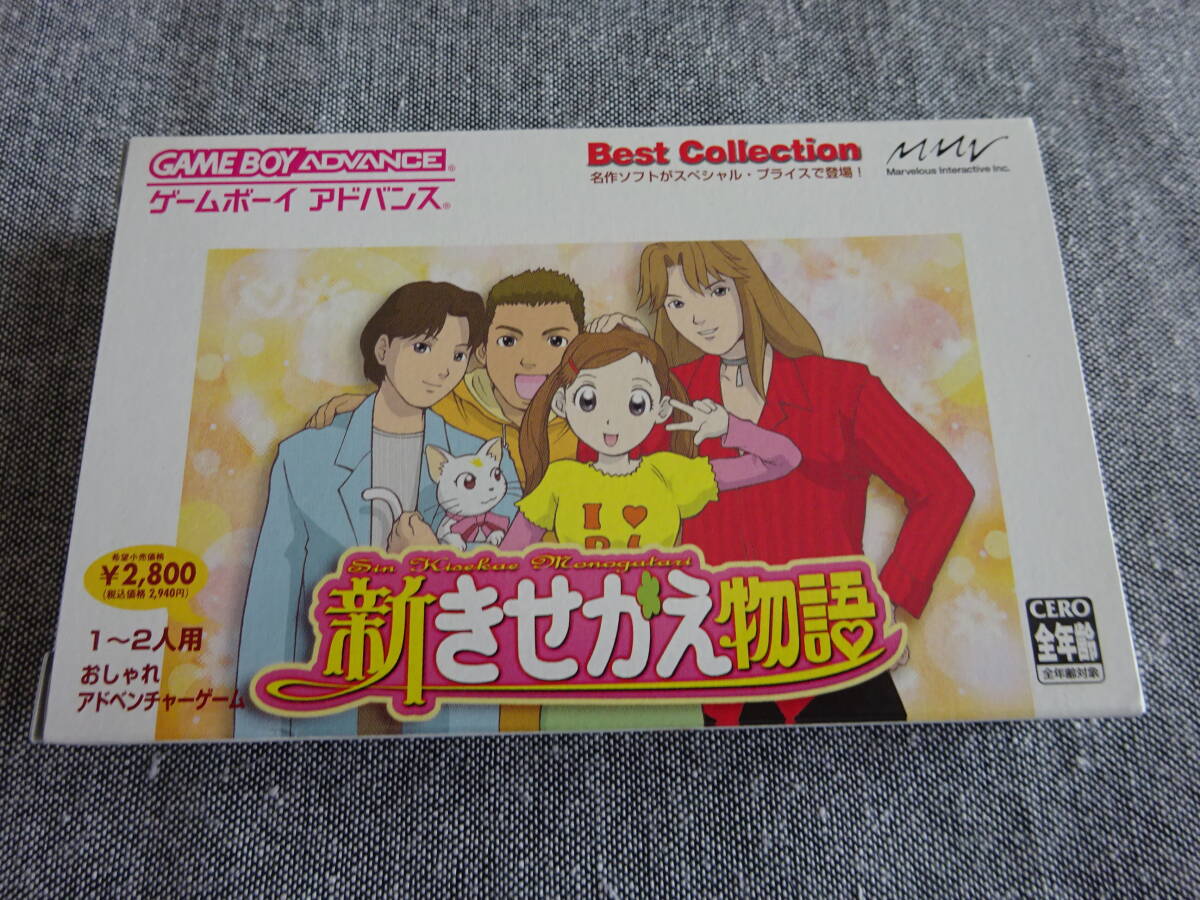 GAME BOY ADVANCE
ゲームボーイ アドバンス
Best Collection
名作ソフトがスペシャル・プライスで登場！
MMV
Marvelous Interactive Inc.
I ♥
希望小売価格
¥2,800
(税込価格 2,940円)
1〜2人用
おしゃれ
アドベンチャーゲーム
Sin Kisekae Monogatari
新きせかえ物語
CERO
全年齢
全年齢対象